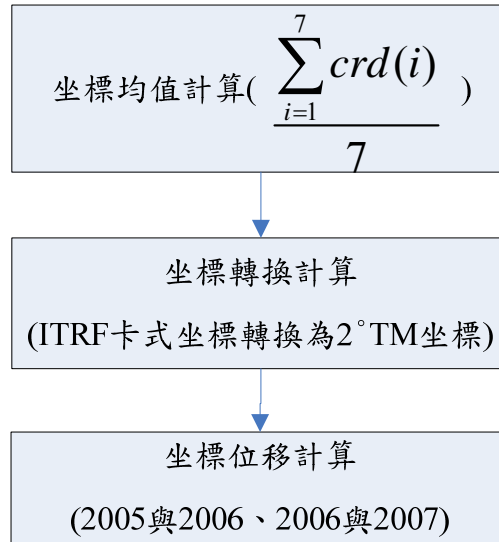 坐標均值計算( $\frac{\sum_{i=1}^{7} crd(i)}{7}$ )
坐標轉換計算
(ITRF卡式坐標轉換為2°TM坐標)
坐標位移計算
(2005與2006、2006與2007)